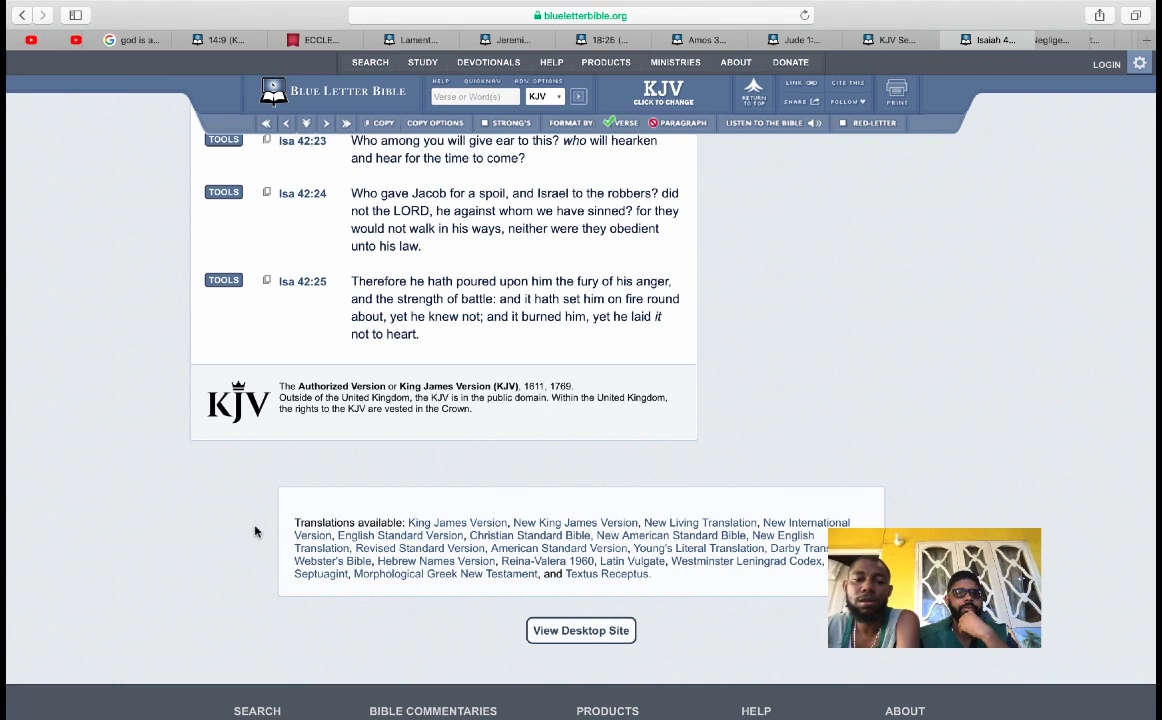 blueletterbible.org
god is a...
14:9 (K...
ECCLE...
Lament...
Jeremi...
18:25 (...
Amos 3...
Jude 1:...
KJV Se...
Isaiah 4...
Neglige...
SEARCH STUDY DEVOTIONALS HELP PRODUCTS MINISTRIES ABOUT DONATE
LOGIN
BLUE LETTER BIBLE
HELP QUICKNAV ADV. OPTIONS
Verse or Word(s) KJV
KJV
CLICK TO CHANGE
RETURN
TO TOP
LINK CITE THIS
SHARE FOLLOW
PRINT
COPY COPY OPTIONS STRONG'S FORMAT BY: VERSE PARAGRAPH LISTEN TO THE BIBLE RED-LETTER
TOOLS Isa 42:23 Who among you will give ear to this? who will hearken
and hear for the time to come?
TOOLS Isa 42:24 Who gave Jacob for a spoil, and Israel to the robbers? did
not the LORD, he against whom we have sinned? for they
would not walk in his ways, neither were they obedient
unto his law.
TOOLS Isa 42:25 Therefore he hath poured upon him the fury of his anger,
and the strength of battle: and it hath set him on fire round
about, yet he knew not; and it burned him, yet he laid it
not to heart.
KJV
The Authorized Version or King James Version (KJV), 1611, 1769.
Outside of the United Kingdom, the KJV is in the public domain. Within the United Kingdom,
the rights to the KJV are vested in the Crown.
Translations available: King James Version, New King James Version, New Living Translation, New International
Version, English Standard Version, Christian Standard Bible, New American Standard Bible, New English
Translation, Revised Standard Version, American Standard Version, Young's Literal Translation, Darby Trans
Webster's Bible, Hebrew Names Version, Reina-Valera 1960, Latin Vulgate, Westminster Leningrad Codex,
Septuagint, Morphological Greek New Testament, and Textus Receptus.
View Desktop Site
SEARCH BIBLE COMMENTARIES PRODUCTS HELP ABOUT